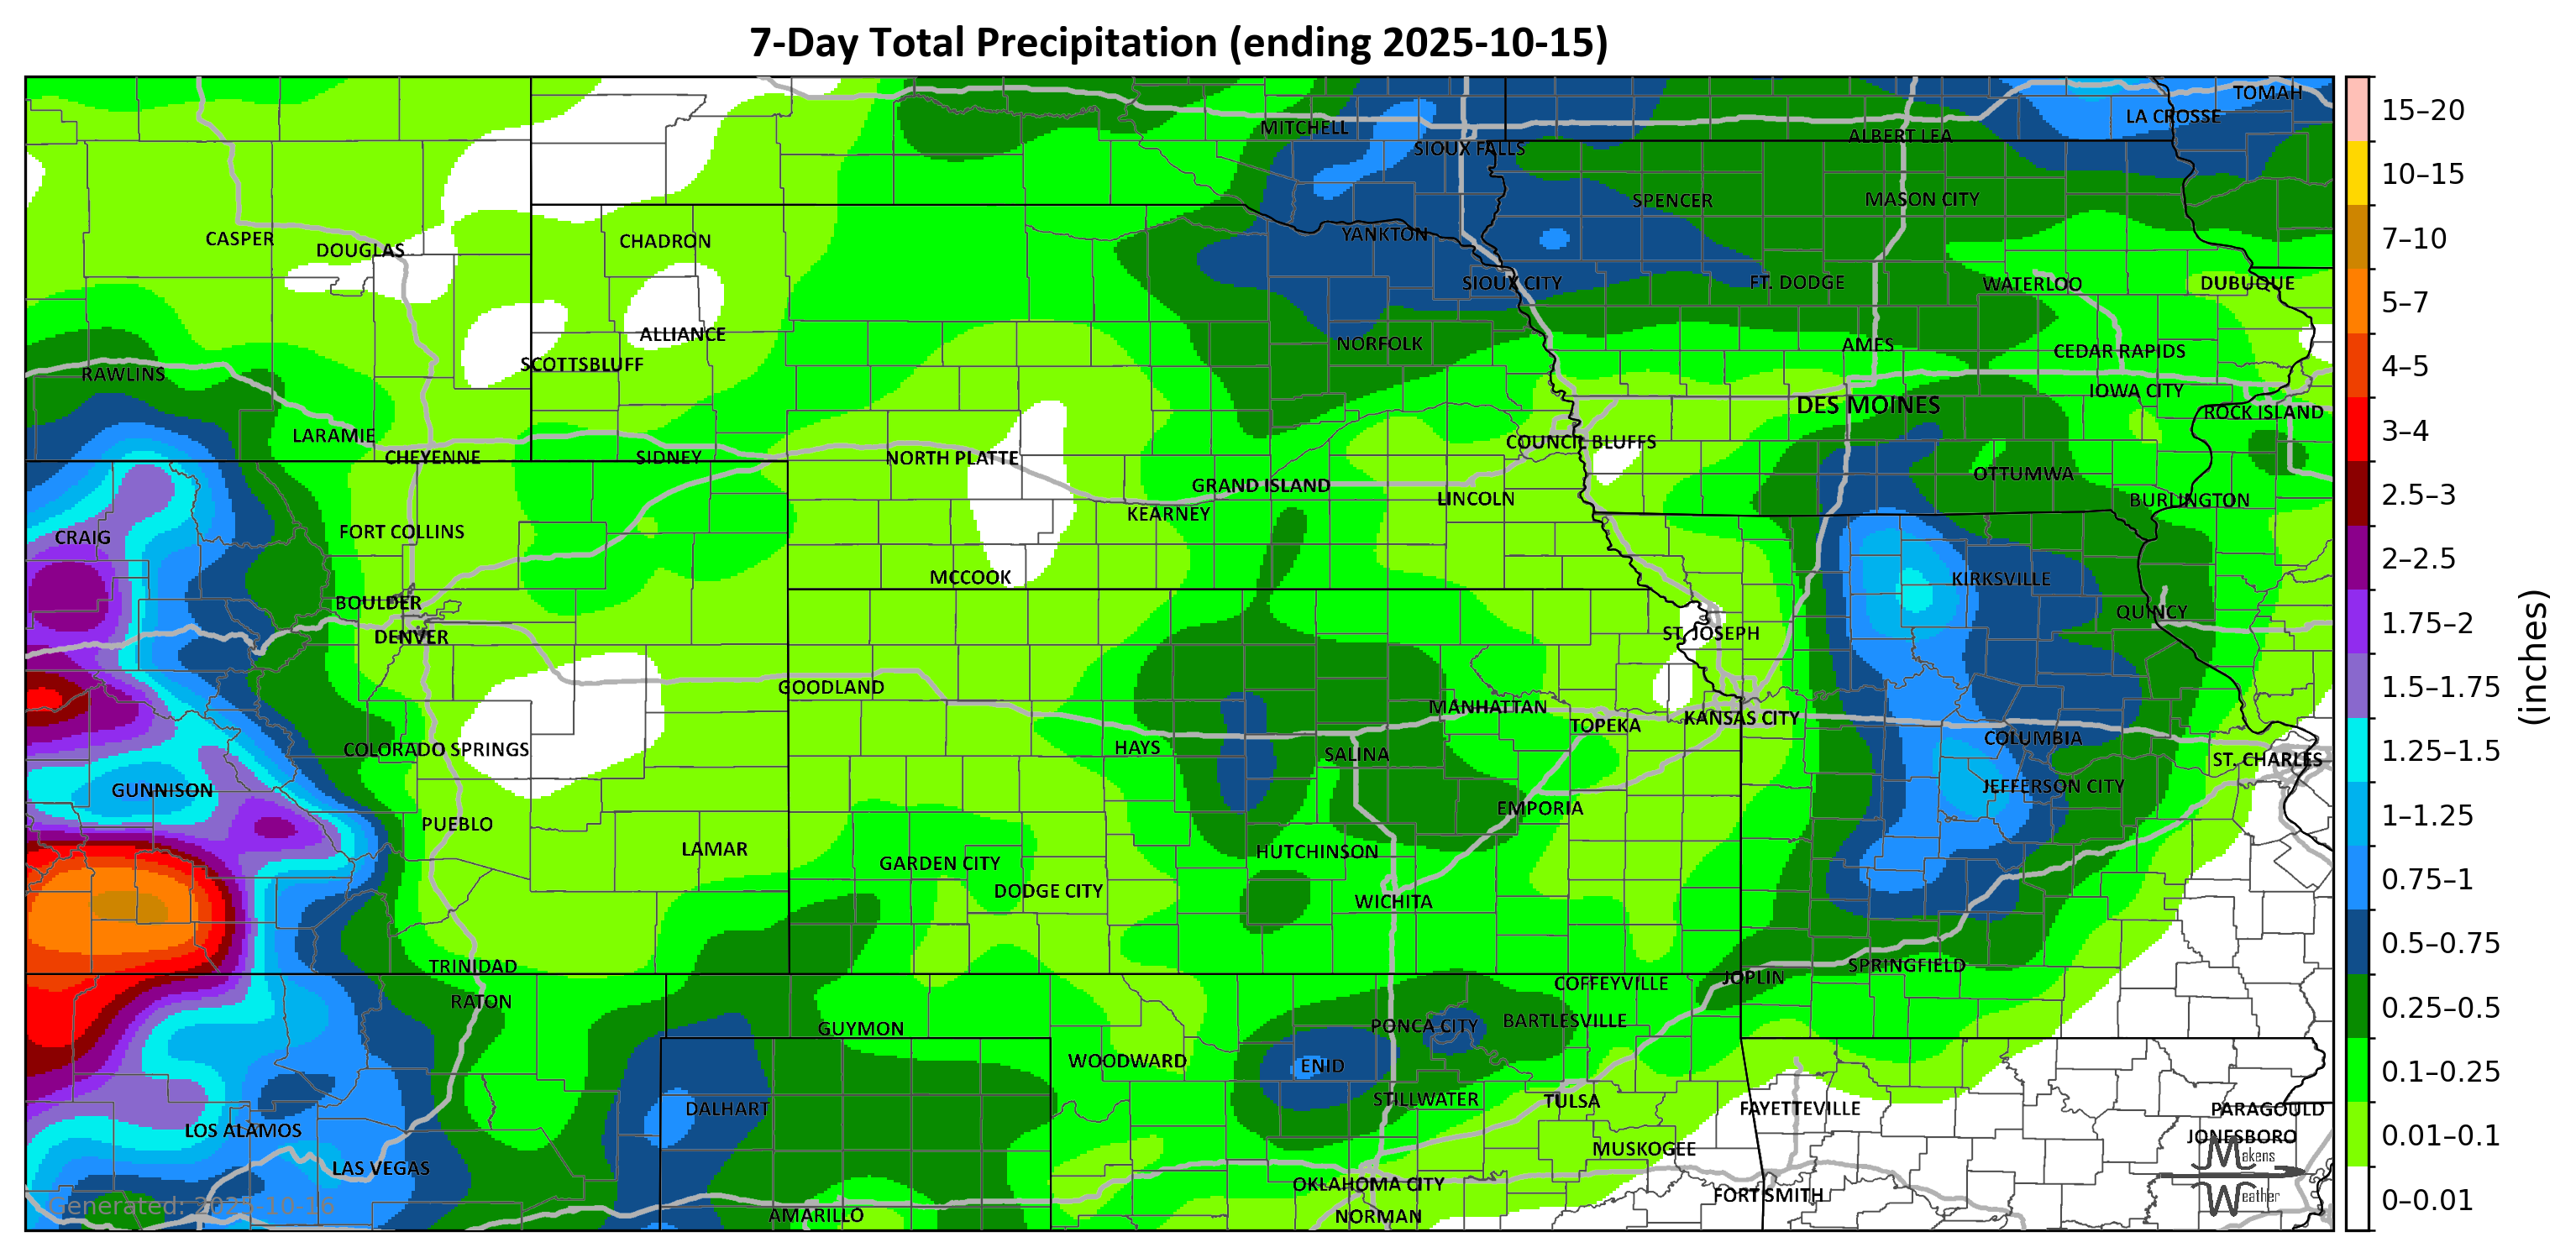 7-Day Total Precipitation (ending 2025-10-15)
TOMAH
LA CROSSE
MITCHELL
ALBERT LEA
SIOUX FALLS
SPENCER
MASON CITY
CASPER
DOUGLAS
CHADRON
YANKTON
SIOUX CITY
FT. DODGE
WATERLOO
DUBUQUE
ALLIANCE
NORFOLK
AMES
CEDAR RAPIDS
SCOTTSBLUFF
RAWLINS
IOWA CITY
DES MOINES
ROCK ISLAND
LARAMIE
COUNCIL BLUFFS
CHEYENNE
SIDNEY
NORTH PLATTE
OTTUMWA
GRAND ISLAND
LINCOLN
BURLINGTON
KEARNEY
FORT COLLINS
CRAIG
MCCOOK
KIRKSVILLE
BOULDER
QUINCY
DENVER
ST. JOSEPH
GOODLAND
MANHATTAN
TOPEKA
KANSAS CITY
COLUMBIA
COLORADO SPRINGS
HAYS
SALINA
ST. CHARLES
GUNNISON
JEFFERSON CITY
EMPORIA
PUEBLO
LAMAR
HUTCHINSON
GARDEN CITY
DODGE CITY
WICHITA
TRINIDAD
SPRINGFIELD
JOPLIN
COFFEYVILLE
RATON
GUYMON
PONCA CITY
BARTLESVILLE
WOODWARD
ENID
STILLWATER
TULSA
DALHART
FAYETTEVILLE
PARAGOULD
LOS ALAMOS
JONESBORO
MUSKOGEE
LAS VEGAS
OKLAHOMA CITY
FORT SMITH
AMARILLO
NORMAN
Generated: 2025-10-16
Makens
Weather
15–20
10–15
7–10
5–7
4–5
3–4
2.5–3
2–2.5
1.75–2
1.5–1.75
1.25–1.5
1–1.25
0.75–1
0.5–0.75
0.25–0.5
0.1–0.25
0.01–0.1
0–0.01
(inches)